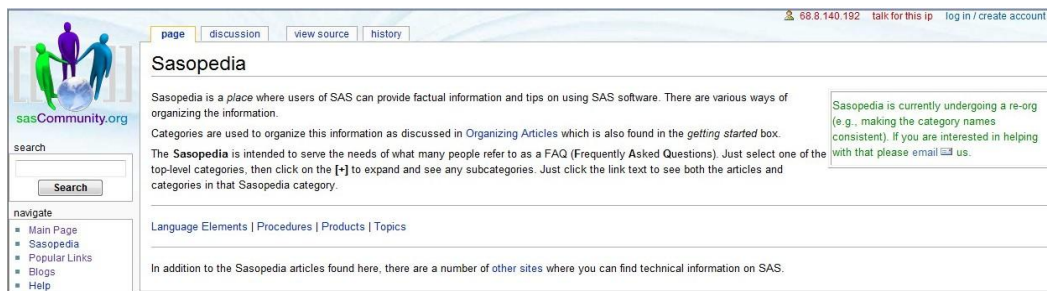 68.8.140.192 talk for this ip log in / create account
page discussion view source history
sasCommunity.org
search
Search
navigate
Main Page
Sasopedia
Popular Links
Blogs
Help
Sasopedia
Sasopedia is a place where users of SAS can provide factual information and tips on using SAS software. There are various ways of
organizing the information.
Categories are used to organize this information as discussed in Organizing Articles which is also found in the getting started box.
The Sasopedia is intended to serve the needs of what many people refer to as a FAQ (Frequently Asked Questions). Just select one of the
top-level categories, then click on the [+] to expand and see any subcategories. Just click the link text to see both the articles and
categories in that Sasopedia category.
Sasopedia is currently undergoing a re-org
(e.g., making the category names
consistent). If you are interested in helping
with that please email us.
Language Elements | Procedures | Products | Topics
In addition to the Sasopedia articles found here, there are a number of other sites where you can find technical information on SAS.